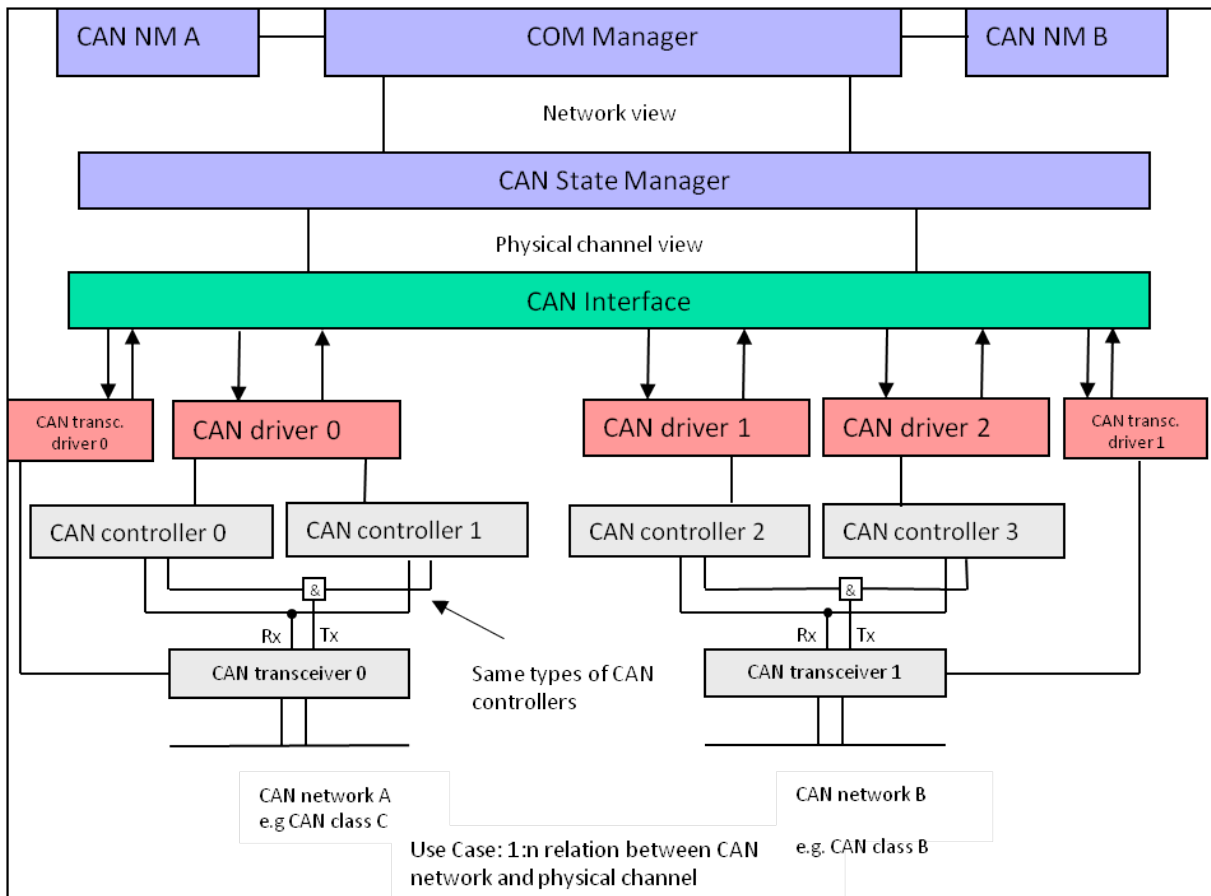 CAN NM A
COM Manager
CAN NM B
Network view
CAN State Manager
Physical channel view
CAN Interface
CAN transc.
driver 0
CAN driver 0
CAN driver 1
CAN driver 2
CAN transc.
driver 1
CAN controller 0
CAN controller 1
CAN controller 2
CAN controller 3
&
&
Rx
Tx
Rx
Tx
CAN transceiver 0
CAN transceiver 1
Same types of CAN
controllers
CAN network A
e.g CAN class C
CAN network B
e.g. CAN class B
Use Case: 1:n relation between CAN
network and physical channel